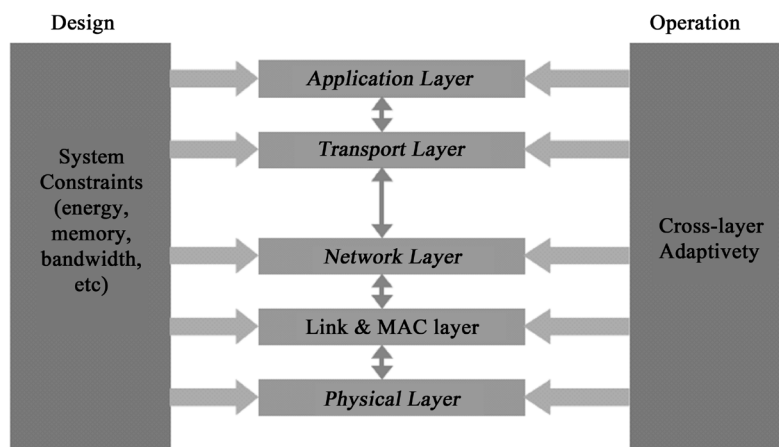 Design
Operation
Application Layer
Transport Layer
System
Constraints
(energy,
memory,
bandwidth,
etc)
Network Layer
Link & MAC layer
Physical Layer
Cross-layer
Adaptivety